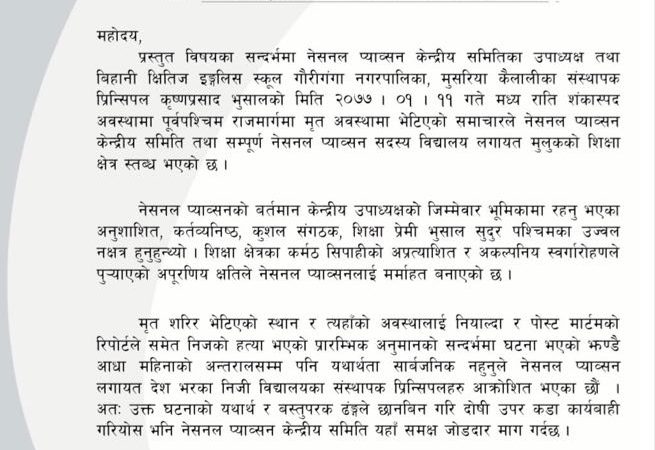 महोदय,
प्रस्तुत विषयका सन्दर्भमा नेसनल प्याब्सन केन्द्रीय समितिका उपाध्यक्ष तथा
बिहानी क्षितिज इङ्गलिस स्कूल गौरीगंगा नगरपालिका, मुसरिया कैलालीका संस्थापक
प्रिन्सिपल कृष्णप्रसाद भुसालको मिति २०७७ । ०१ । ११ गते मध्य राति शंकास्पद
अवस्थामा पूर्वपश्चिम राजमार्गमा मृत अवस्थामा भेटिएको समाचारले नेसनल प्याब्सन
केन्द्रीय समिति तथा सम्पूर्ण नेसनल प्याब्सन सदस्य विद्यालय लगायत मुलुकको शिक्षा
क्षेत्र स्तब्ध भएको छ ।
नेसनल प्याब्सनको बर्तमान केन्द्रीय उपाध्यक्षको जिम्मेवार भूमिकामा रहनु भएका
अनुशाशित, कर्तव्यनिष्ठ, कुशल संगठक, शिक्षा प्रेमी भुसाल सुदुर पश्चिमका उज्वल
नक्षत्र हुनुहुन्थ्यो । शिक्षा क्षेत्रका कर्मठ सिपाहीको अप्रत्याशित र अकल्पनिय स्वर्गारोहणले
पुऱ्याएको अपूरणिय क्षतिले नेसनल प्याब्सनलाई मर्माहत बनाएको छ ।
मृत शरिर भेटिएको स्थान र त्यहाँको अवस्थालाई नियाल्दा र पोस्ट मार्टमको
रिपोर्टले समेत निजको हत्या भएको प्रारम्भिक अनुमानको सन्दर्भमा घटना भएको झण्डै
आधा महिनाको अन्तरालसम्म पनि यथार्थता सार्बजनिक नहुनुले नेसनल प्याब्सन
लगायत देश भरका निजी विद्यालयका संस्थापक प्रिन्सिपलहरु आक्रोशित भएका छौं ।
अतः उक्त घटनाको यथार्थ र बस्तुपरक ढंङ्गले छानबिन गरि दोषी उपर कडा कार्यबाही
गरियोस भनि नेसनल प्याब्सन केन्द्रीय समिति यहाँ समक्ष जोडदार माग गर्दछ ।